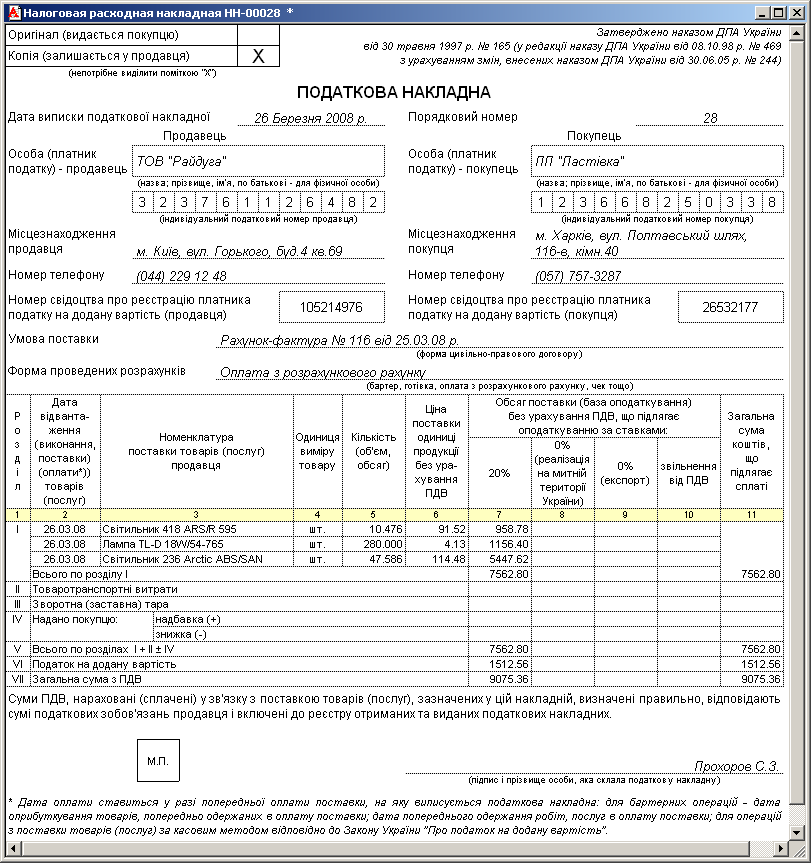 Налоговая расходная накладная НН-00028 *
Оригінал (видається покупцю)
Копія (залишається у продавця) X
(непотрібне виділити поміткою "X")
Затверджено наказом ДПА України
від 30 травня 1997 р. № 165 (у редакції наказу ДПА України від 08.10.98 р. № 469
з урахуванням змін, внесених наказом ДПА України від 30.06.05 р. № 244)
ПОДАТКОВА НАКЛАДНА
Дата виписки податкової накладної 26 Березня 2008 р. Порядковий номер 28
Продавець Покупець
Особа (платник податку) - продавець ТОВ "Райдуга" Особа (платник податку) - покупець ПП "Ластівка"
(назва; прізвище, ім'я, по батькові - для фізичної особи) (назва; прізвище, ім'я, по батькові - для фізичної особи)
3 2 3 7 6 1 1 2 6 4 8 2 1 2 3 6 6 8 2 5 0 3 3 8
(індивідуальний податковий номер продавця) (індивідуальний податковий номер покупця)
Місцезнаходження продавця м. Київ, вул. Горького, буд.4 кв.69 Місцезнаходження покупця м. Харків, вул. Полтавський шлях, 116-в, кімн.40
Номер телефону (044) 229 12 48 Номер телефону (057) 757-3287
Номер свідоцтва про реєстрацію платника податку на додану вартість (продавця) 105214976 Номер свідоцтва про реєстрацію платника податку на додану вартість (покупця) 26532177
Умова поставки Рахунок-фактура № 116 від 25.03.08 р.
(форма цивільно-правового договору)
Форма проведених розрахунків Оплата з розрахункового рахунку
(бартер, готівка, оплата з розрахункового рахунку, чек тощо)
Розділ
Дата відванта-ження (виконання, поставки) (оплати*)) товарів (послуг)
Номенклатура поставки товарів (послуг) продавця
Одиниця виміру товару
Кількість (об'єм, обсяг)
Ціна поставки одиниці продукції без ура-хування ПДВ
Обсяг поставки (база оподаткування) без урахування ПДВ, що підлягає оподаткуванню за ставками:
20%
0% (реалізація на митній території України)
0% (експорт)
звільнення від ПДВ
Загальна сума коштів, що підлягає сплаті
1 2 3 4 5 6 7 8 9 10 11
I 26.03.08 Світильник 418 ARS/R 595 шт. 10.476 91.52 958.78
26.03.08 Лампа TL-D 18W/54-765 шт. 280.000 4.13 1156.40
26.03.08 Світильник 236 Arctic ABS/SAN шт. 47.586 114.48 5447.62
Всього по розділу I 7562.80 7562.80
II Товаротранспортні витрати
III Зворотна (заставна) тара
IV Надано покупцю: надбавка (+)
знижка (-)
V Всього по розділах I + II ± IV 7562.80 7562.80
VI Податок на додану вартість 1512.56 1512.56
VII Загальна сума з ПДВ 9075.36 9075.36
Суми ПДВ, нараховані (сплачені) у зв'язку з поставкою товарів (послуг), зазначених у цій накладній, визначені правильно, відповідають
сумі податкових зобов'язань продавця і включені до реєстру отриманих та виданих податкових накладних.
М.П.
Прохоров С.З.
(підпис і прізвище особи, яка склала податкову накладну)
* Дата оплати ставиться у разі попередньої оплати поставки, на яку виписується податкова накладна: для бартерних операцій - дата
оприбуткування товарів, попередньо одержаних в оплату поставки; дата попереднього одержання робіт, послуг в оплату поставки; для операцій
з поставки товарів (послуг) за касовим методом відповідно до Закону України "Про податок на додану вартість".